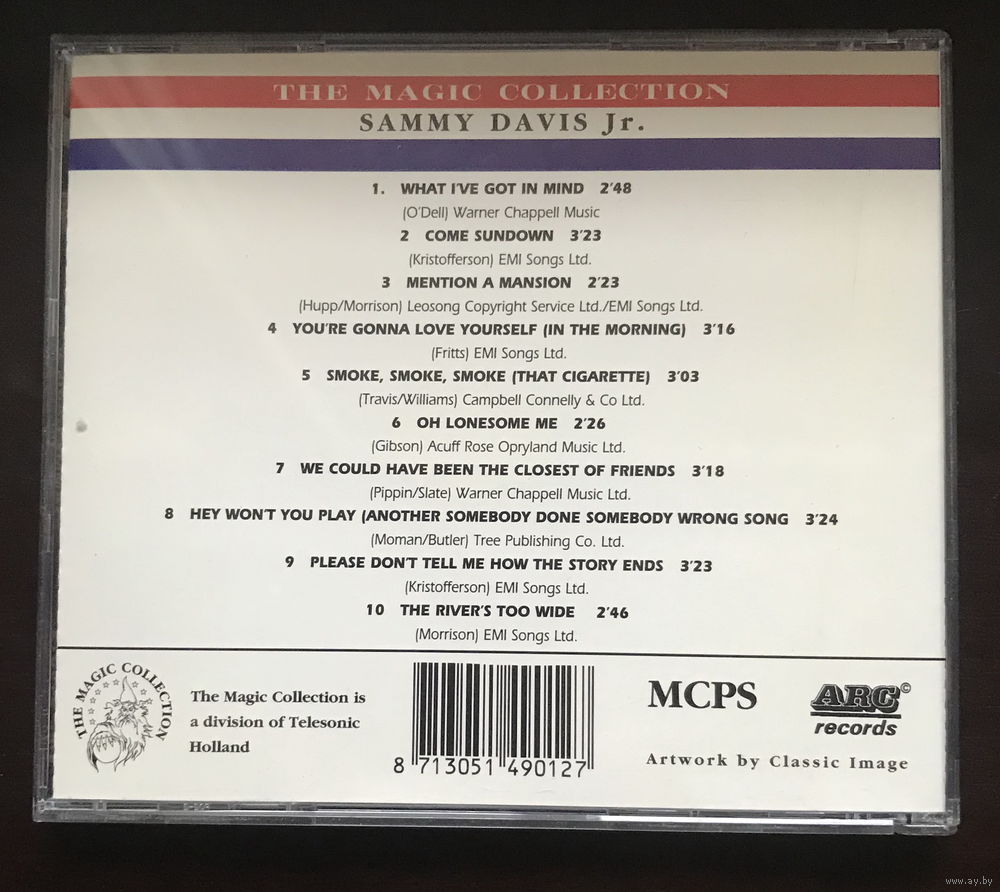 THE MAGIC COLLECTION
SAMMY DAVIS Jr.
1. WHAT I'VE GOT IN MIND 2'48
(O'Dell) Warner Chappell Music
2 COME SUNDOWN 3'23
(Kristofferson) EMI Songs Ltd.
3 MENTION A MANSION 2'23
(Hupp/Morrison) Leosong Copyright Service Ltd./EMI Songs Ltd.
4 YOU'RE GONNA LOVE YOURSELF (IN THE MORNING) 3'16
(Fritts) EMI Songs Ltd.
5 SMOKE, SMOKE, SMOKE (THAT CIGARETTE) 3'03
(Travis/Williams) Campbell Connelly & Co Ltd.
6 OH LONESOME ME 2'26
(Gibson) Acuff Rose Opryland Music Ltd.
7 WE COULD HAVE BEEN THE CLOSEST OF FRIENDS 3'18
(Pippin/Slate) Warner Chappell Music Ltd.
8 HEY WON'T YOU PLAY (ANOTHER SOMEBODY DONE SOMEBODY WRONG SONG 3'24
(Moman/Butler) Tree Publishing Co. Ltd.
9 PLEASE DON'T TELL ME HOW THE STORY ENDS 3'23
(Kristofferson) EMI Songs Ltd.
10 THE RIVER'S TOO WIDE 2'46
(Morrison) EMI Songs Ltd.
THE MAGIC COLLECTION
The Magic Collection is
a division of Telesonic
Holland
8 713051 490127
MCPS
ARC©
records
Artwork by Classic Image
www.ay.by